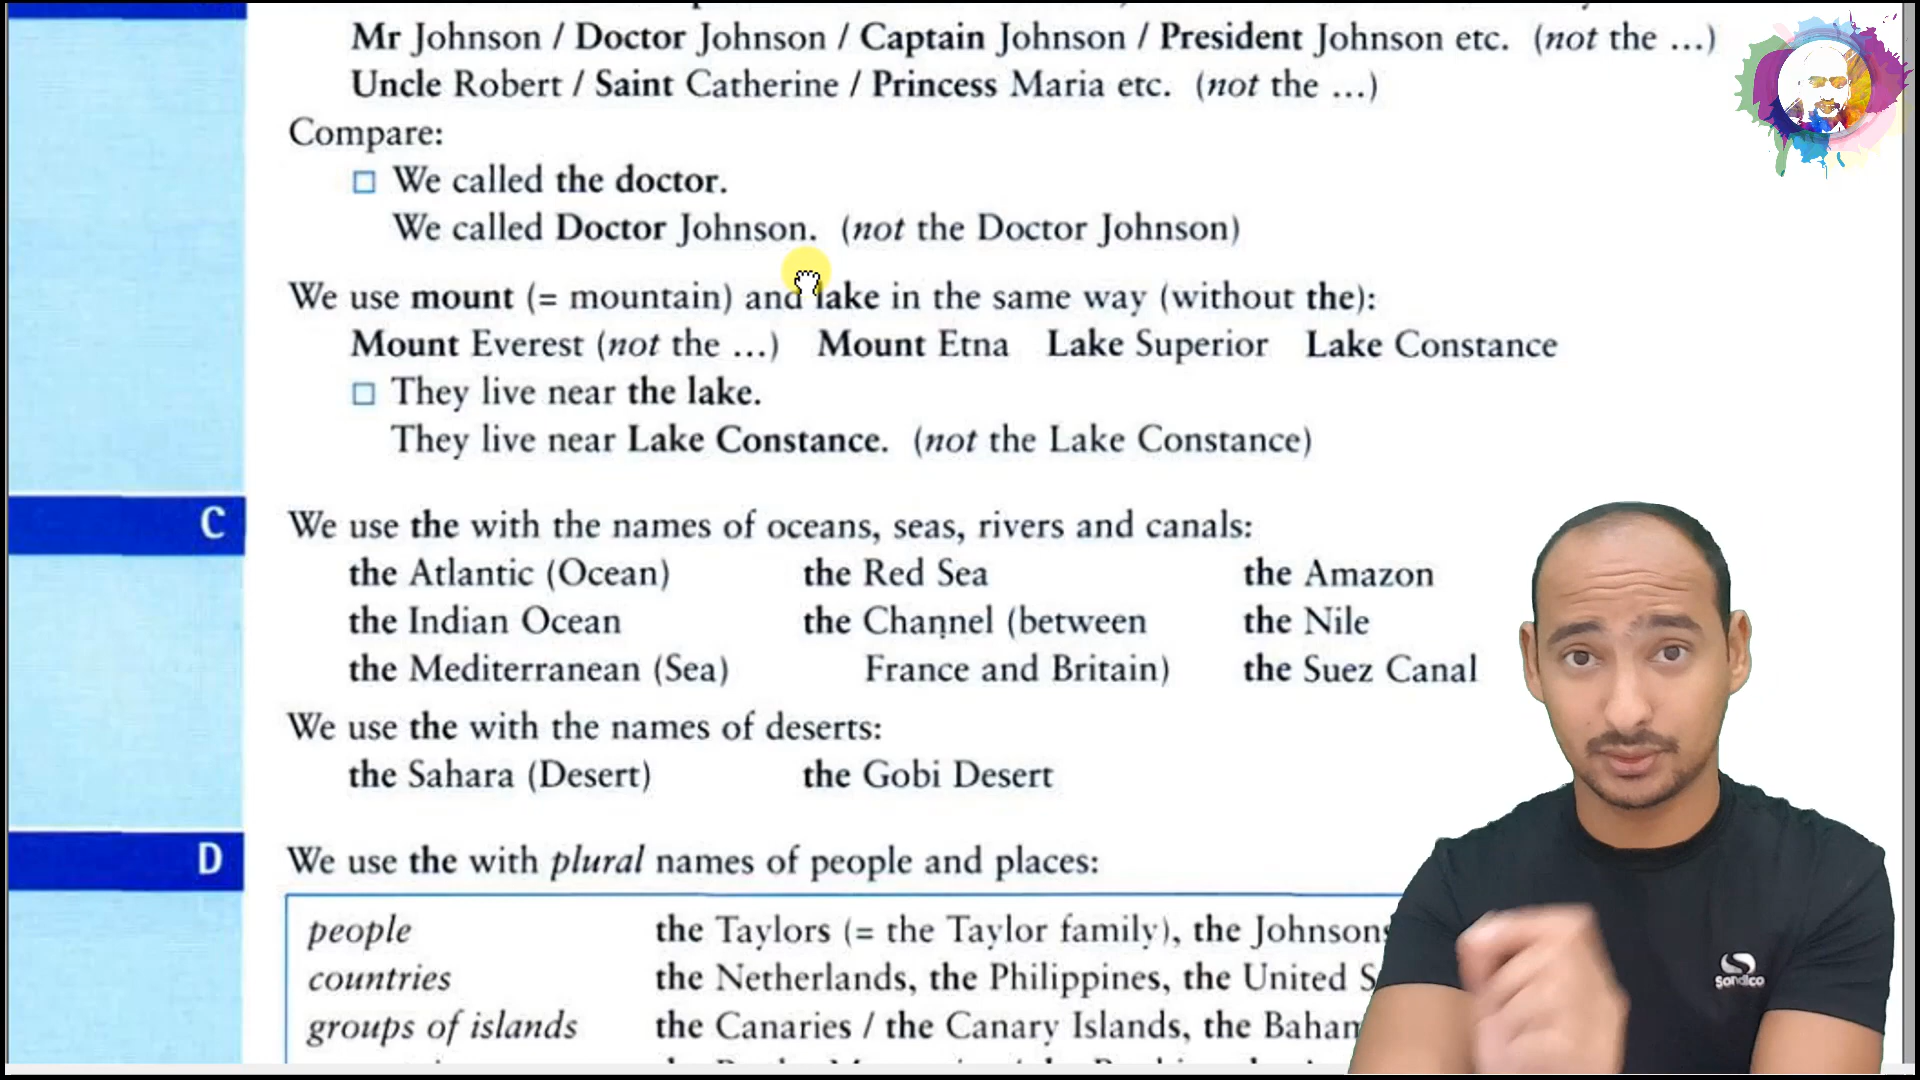 Mr Johnson / Doctor Johnson / Captain Johnson / President Johnson etc. (not the ...)
Uncle Robert / Saint Catherine / Princess Maria etc. (not the ...)
Compare:
We called the doctor.
We called Doctor Johnson. (not the Doctor Johnson)
We use mount (= mountain) and lake in the same way (without the):
Mount Everest (not the ...) Mount Etna Lake Superior Lake Constance
They live near the lake.
They live near Lake Constance. (not the Lake Constance)
C
We use the with the names of oceans, seas, rivers and canals:
the Atlantic (Ocean) the Red Sea the Amazon
the Indian Ocean the Channel (between the Nile
the Mediterranean (Sea) France and Britain) the Suez Canal
We use the with the names of deserts:
the Sahara (Desert) the Gobi Desert
D
We use the with plural names of people and places:
people the Taylors (= the Taylor family), the Johnsons
countries the Netherlands, the Philippines, the United S
groups of islands the Canaries / the Canary Islands, the Baham
Sondico